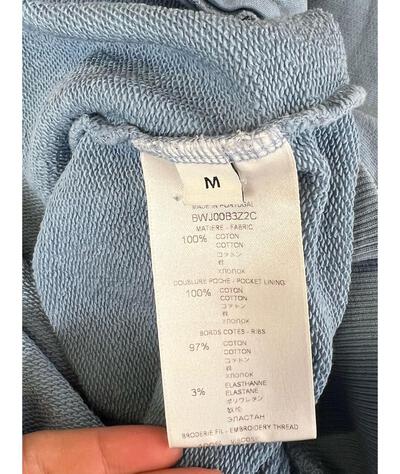 M
MADE IN PORTUGAL
BWJ00B3Z2C
MATIERE - FABRIC
100% COTON
COTTON
コットン
棉
ХЛОПОК
DOUBLURE POCHE - POCKET LINING
100% COTON
COTTON
コットン
棉
ХЛОПОК
BORDS COTES - RIBS
97% COTON
COTTON
コットン
棉
ХЛОПОК
3% ELASTHANNE
ELASTANE
ポリウレタン
ЭЛАСТАН
BRODERIE FIL - EMBROIDERY THREAD